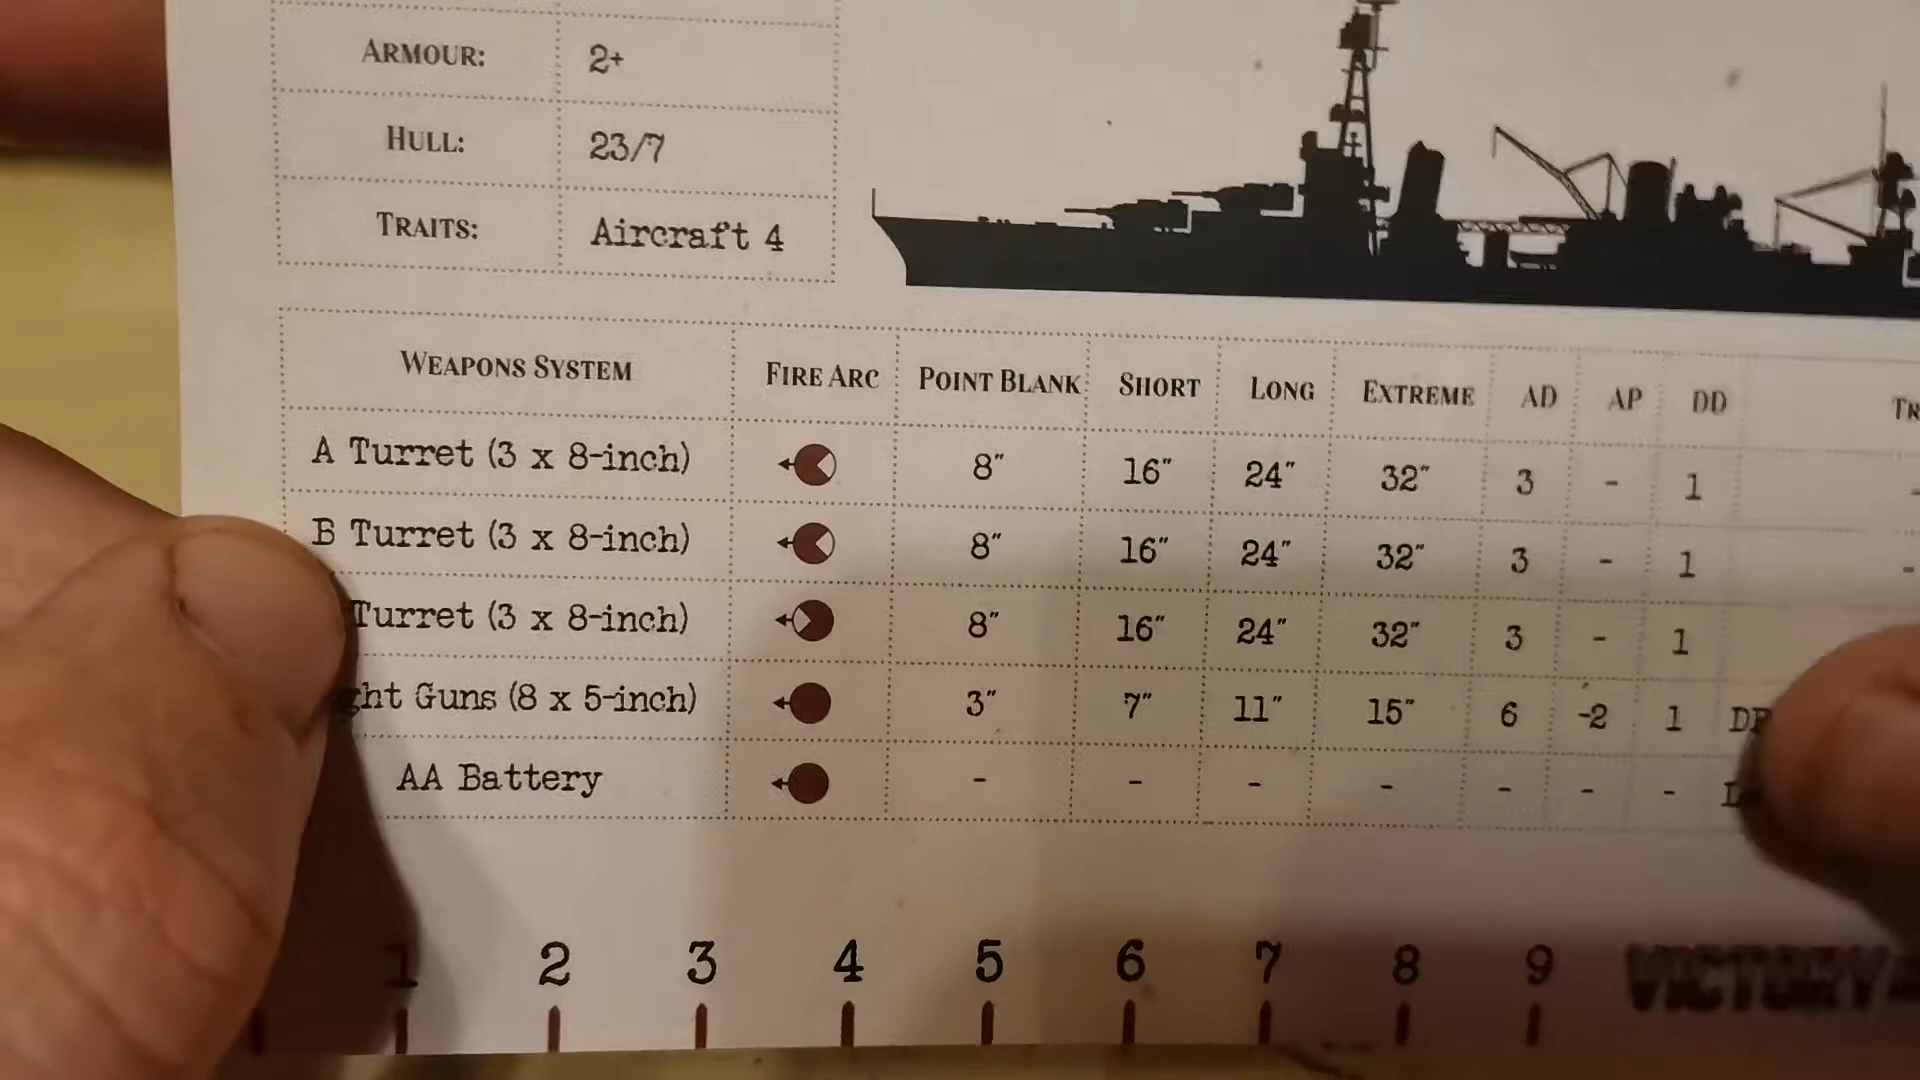 ARMOUR: 2+
HULL: 23/7
TRAITS: Aircraft 4
WEAPONS SYSTEM FIRE ARC POINT BLANK SHORT LONG EXTREME AD AP DD
A Turret (3 x 8-inch) 8" 16" 24" 32" 3 - 1 -
B Turret (3 x 8-inch) 8" 16" 24" 32" 3 - 1 -
Turret (3 x 8-inch) 8" 16" 24" 32" 3 - 1
Guns (8 x 5-inch) 3" 7" 11" 15" 6 -2 1
AA Battery - - - - - - -
1 2 3 4 5 6 7 8 9 VICTORY